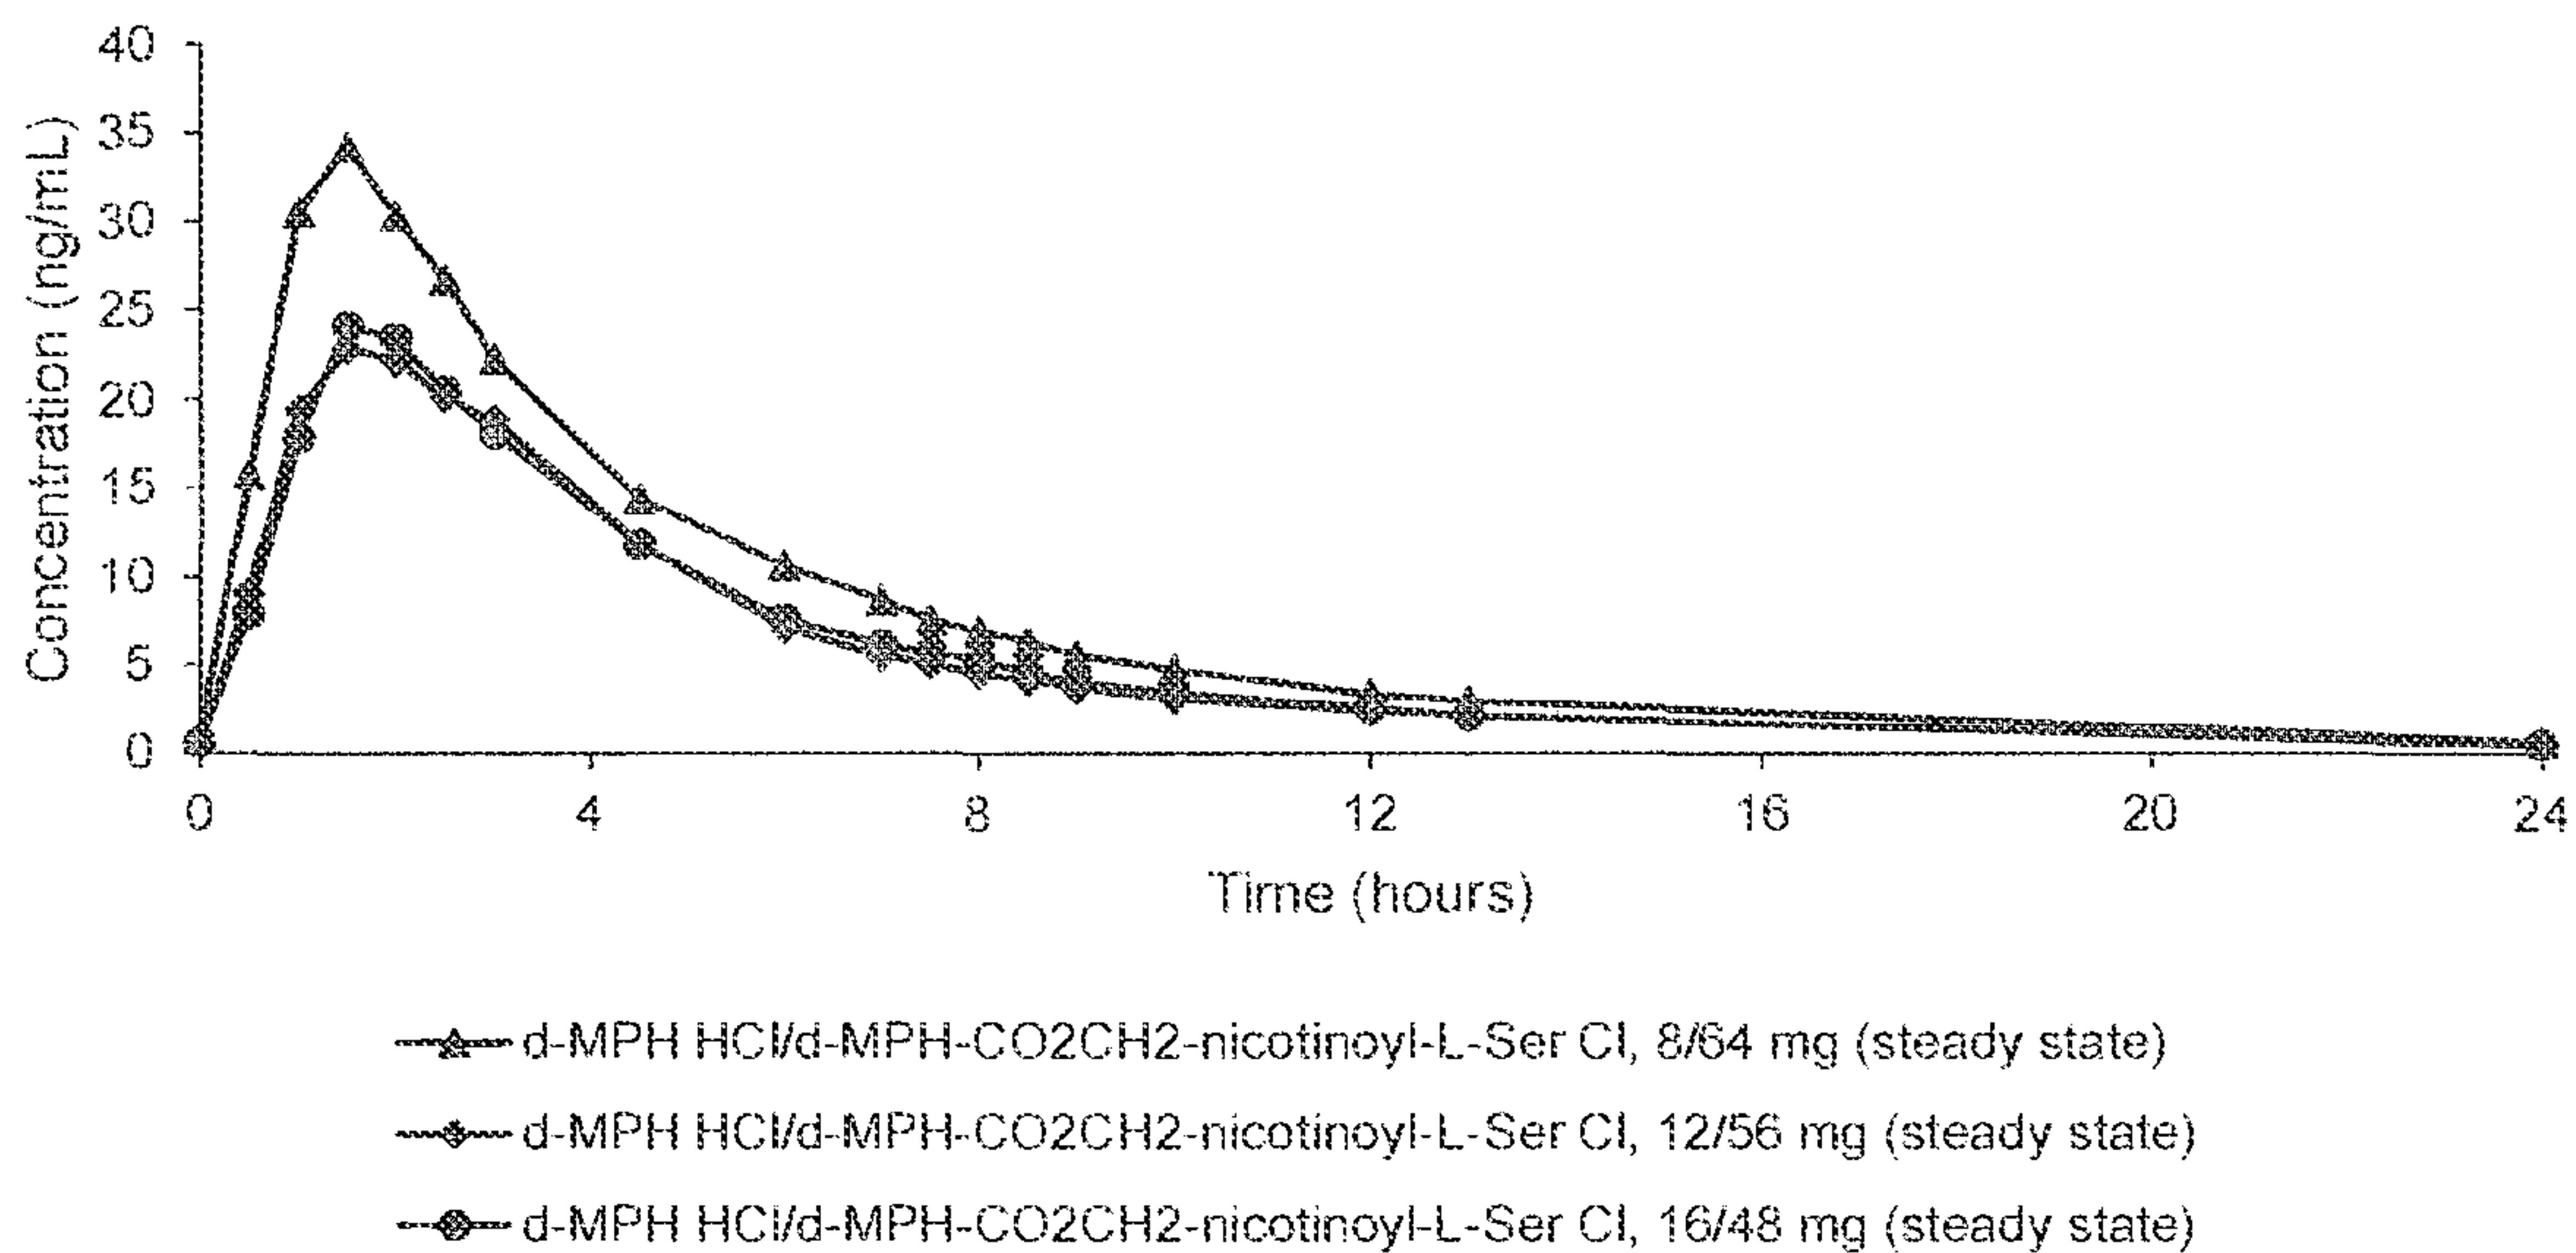 Concentration (ng/mL)
40
35
30
25
20
15
10
5
0
0 4 8 12 16 20 24
Time (hours)
d-MPH HCl/d-MPH-CO2CH2-nicotinoyl-L-Ser Cl, 8/64 mg (steady state)
d-MPH HCl/d-MPH-CO2CH2-nicotinoyl-L-Ser Cl, 12/56 mg (steady state)
d-MPH HCl/d-MPH-CO2CH2-nicotinoyl-L-Ser Cl, 16/48 mg (steady state)